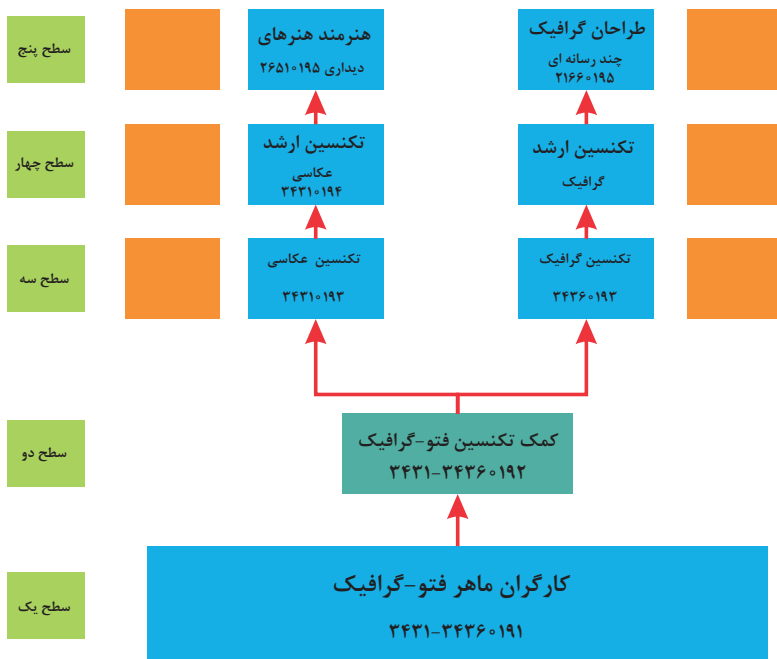 سطح پنج
طراحان گرافیک
چند رسانه ای
۲۱۶۶۰۱۹۵
هنرمند هنرهای
دیداری ۲۶۵۱۰۱۹۵
سطح چهار
تکنسین ارشد
گرافیک
تکنسین ارشد
عکاسی
۳۴۳۱۰۱۹۴
سطح سه
تکنسین گرافیک
۳۴۳۶۰۱۹۳
تکنسین عکاسی
۳۴۳۱۰۱۹۳
سطح دو
کمک تکنسین فتو-گرافیک
۳۴۳۱-۳۴۳۶۰۱۹۲
سطح یک
کارگران ماهر فتو-گرافیک
۳۴۳۱-۳۴۳۶۰۱۹۱